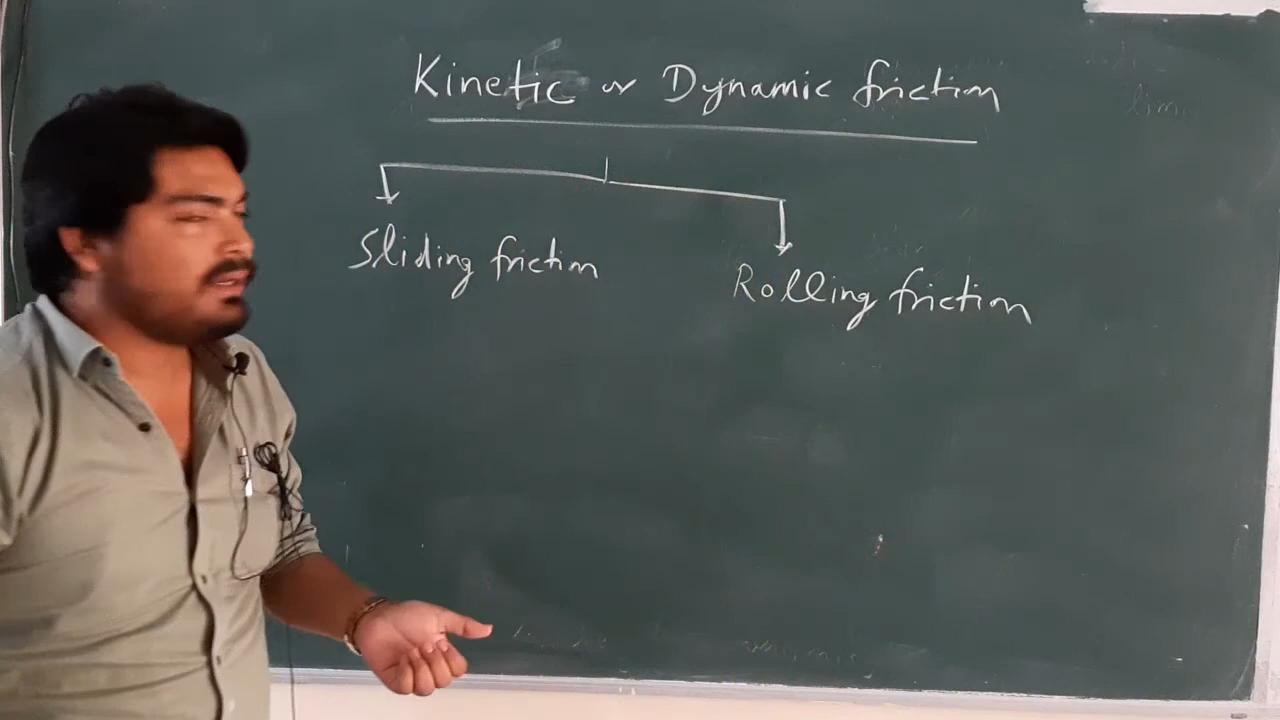 Kinetic or Dynamic friction
Sliding friction
Rolling friction